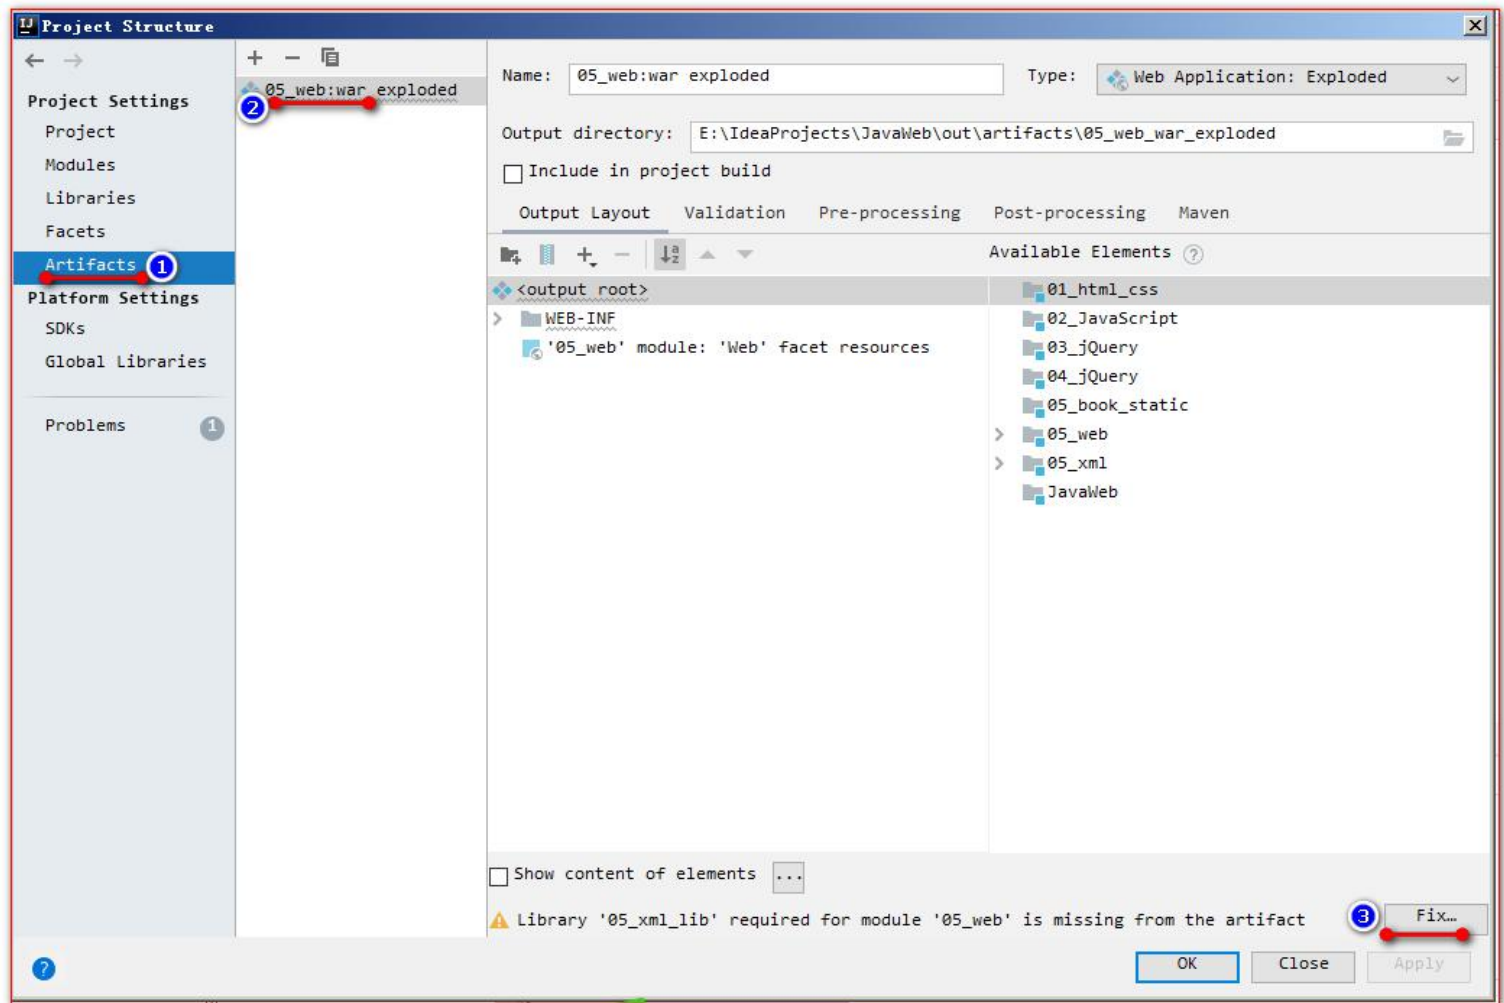 Project Structure
Project Settings
Project
Modules
Libraries
Facets
Artifacts 1
Platform Settings
SDKs
Global Libraries
Problems 1
2 05_web:war exploded
Name: 05_web:war exploded
Type: Web Application: Exploded
Output directory: E:\IdeaProjects\JavaWeb\out\artifacts\05_web_war_exploded
Include in project build
Output Layout Validation Pre-processing Post-processing Maven
Available Elements ?
<output root>
WEB-INF
'05_web' module: 'Web' facet resources
01_html_css
02_JavaScript
03_jQuery
04_jQuery
05_book_static
05_web
05_xml
JavaWeb
Show content of elements ...
Library '05_xml_lib' required for module '05_web' is missing from the artifact 3 Fix…
? OK Close Apply